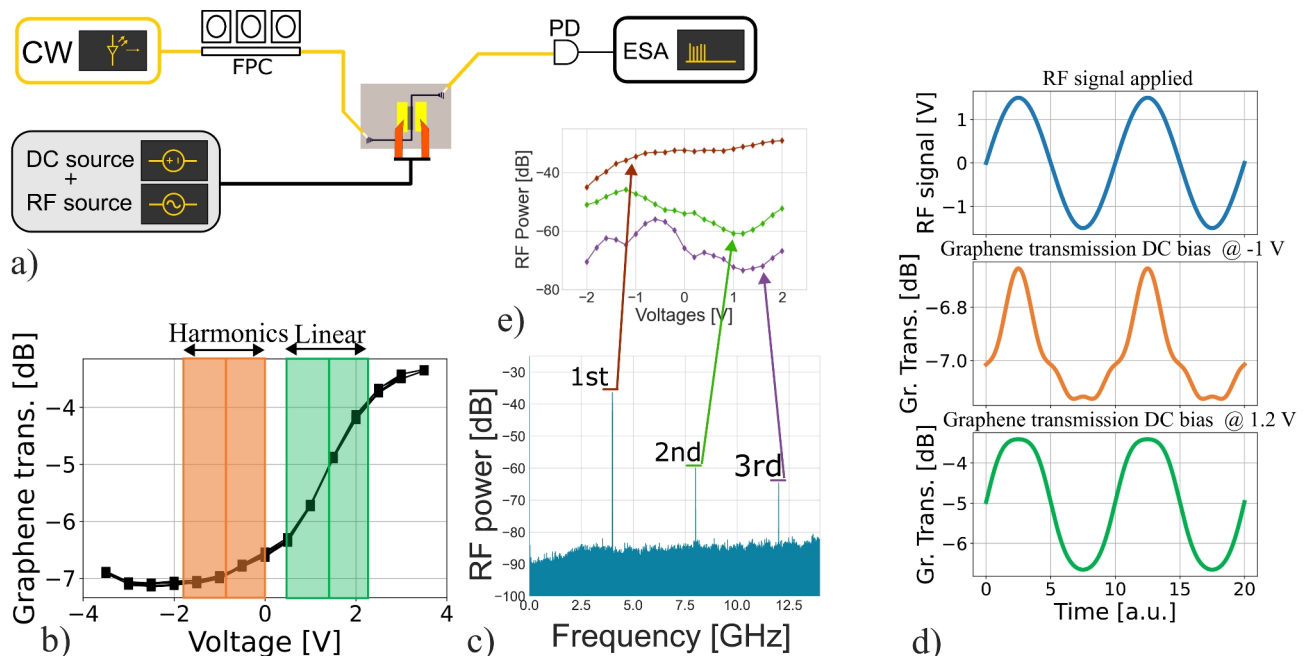 CW
FPC
PD
ESA
DC source
+
RF source
a)
RF Power [dB]
−40
−60
−80
−2
−1
0
1
2
Voltages [V]
e)
Harmonics
Linear
Graphene trans. [dB]
−4
−5
−6
−7
−4
−2
0
2
4
Voltage [V]
b)
1st
2nd
3rd
RF power [dB]
−30
−40
−50
−60
−70
−80
−90
−100
0.0
2.5
5.0
7.5
10.0
12.5
Frequency [GHz]
c)
RF signal applied
RF signal [V]
1
0
−1
Graphene transmission DC bias @ -1 V
Gr. Trans. [dB]
−6.8
−7.0
Graphene transmission DC bias @ 1.2 V
Gr. Trans. [dB]
−4
−5
−6
0
5
10
15
20
Time [a.u.]
d)